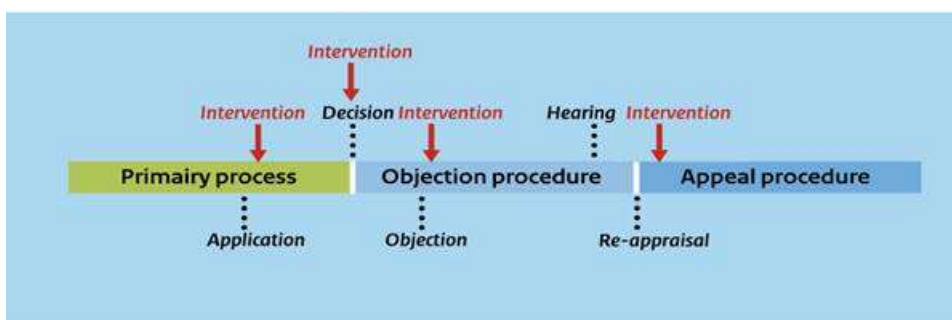 Intervention
Intervention Decision Intervention Hearing Intervention
Primairy process Objection procedure Appeal procedure
Application Objection Re-appraisal